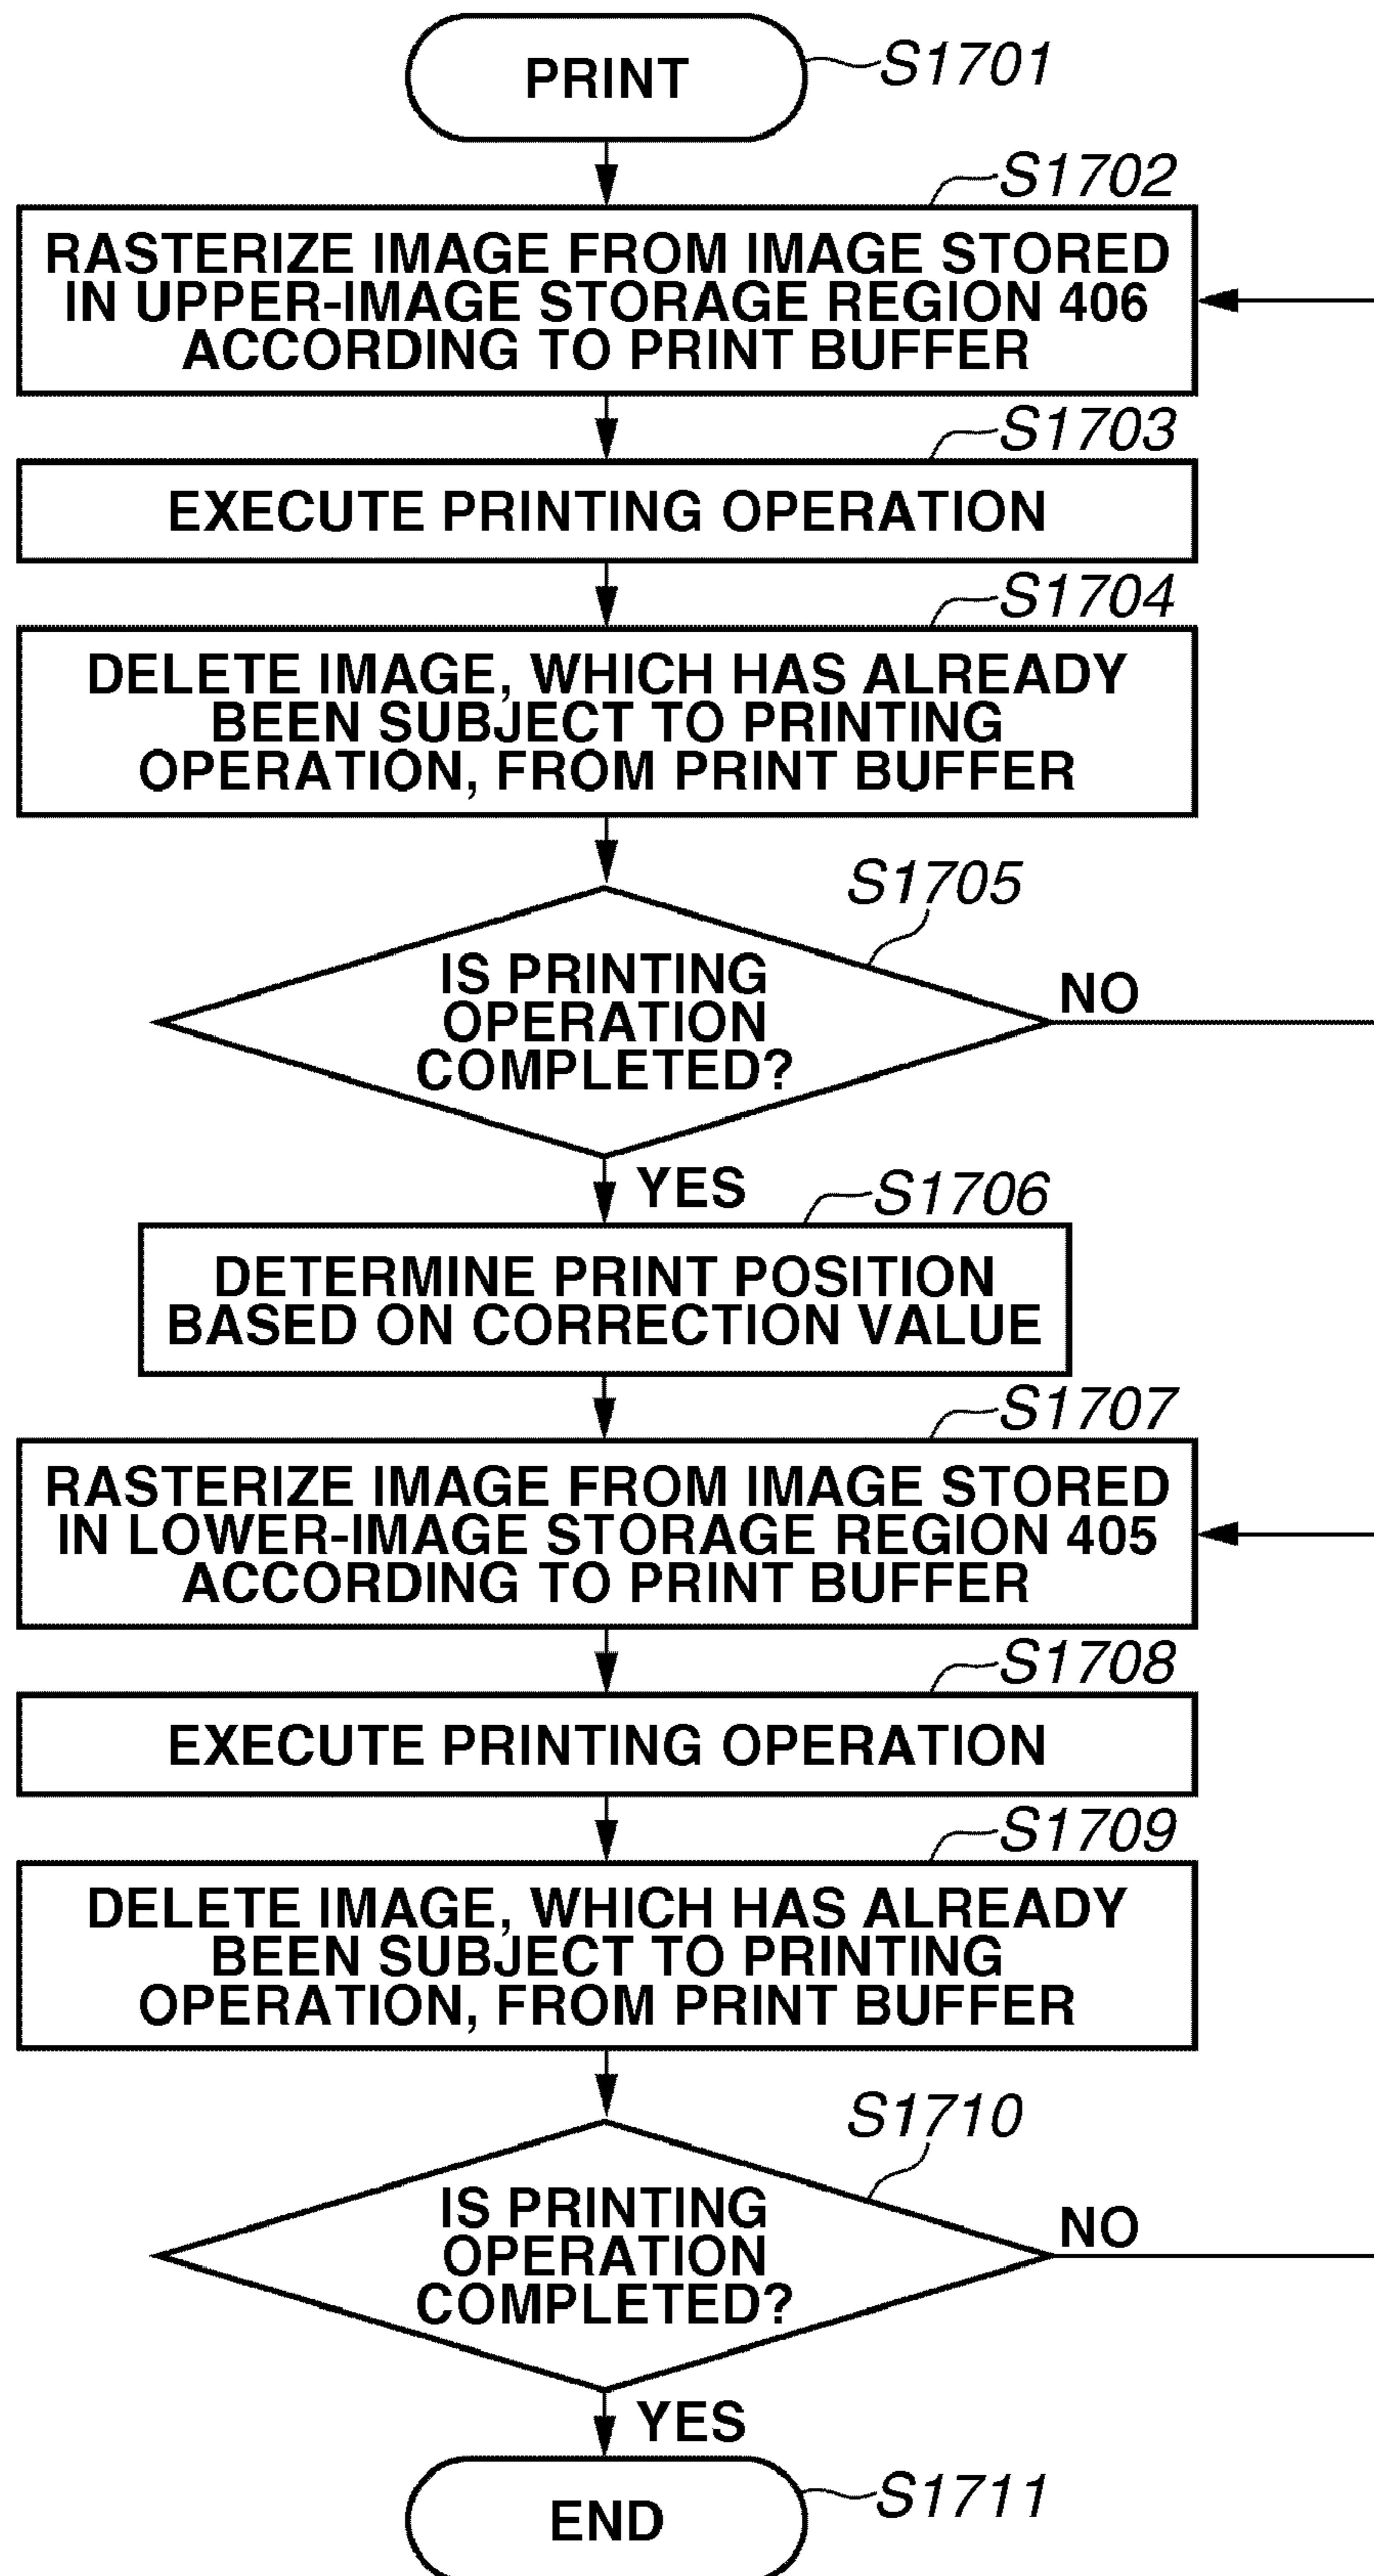 PRINT
S1701
S1702
RASTERIZE IMAGE FROM IMAGE STORED
IN UPPER-IMAGE STORAGE REGION 406
ACCORDING TO PRINT BUFFER
S1703
EXECUTE PRINTING OPERATION
S1704
DELETE IMAGE, WHICH HAS ALREADY
BEEN SUBJECT TO PRINTING
OPERATION, FROM PRINT BUFFER
S1705
IS PRINTING
OPERATION
COMPLETED?
NO
YES
S1706
DETERMINE PRINT POSITION
BASED ON CORRECTION VALUE
S1707
RASTERIZE IMAGE FROM IMAGE STORED
IN LOWER-IMAGE STORAGE REGION 405
ACCORDING TO PRINT BUFFER
S1708
EXECUTE PRINTING OPERATION
S1709
DELETE IMAGE, WHICH HAS ALREADY
BEEN SUBJECT TO PRINTING
OPERATION, FROM PRINT BUFFER
S1710
IS PRINTING
OPERATION
COMPLETED?
NO
YES
END
S1711